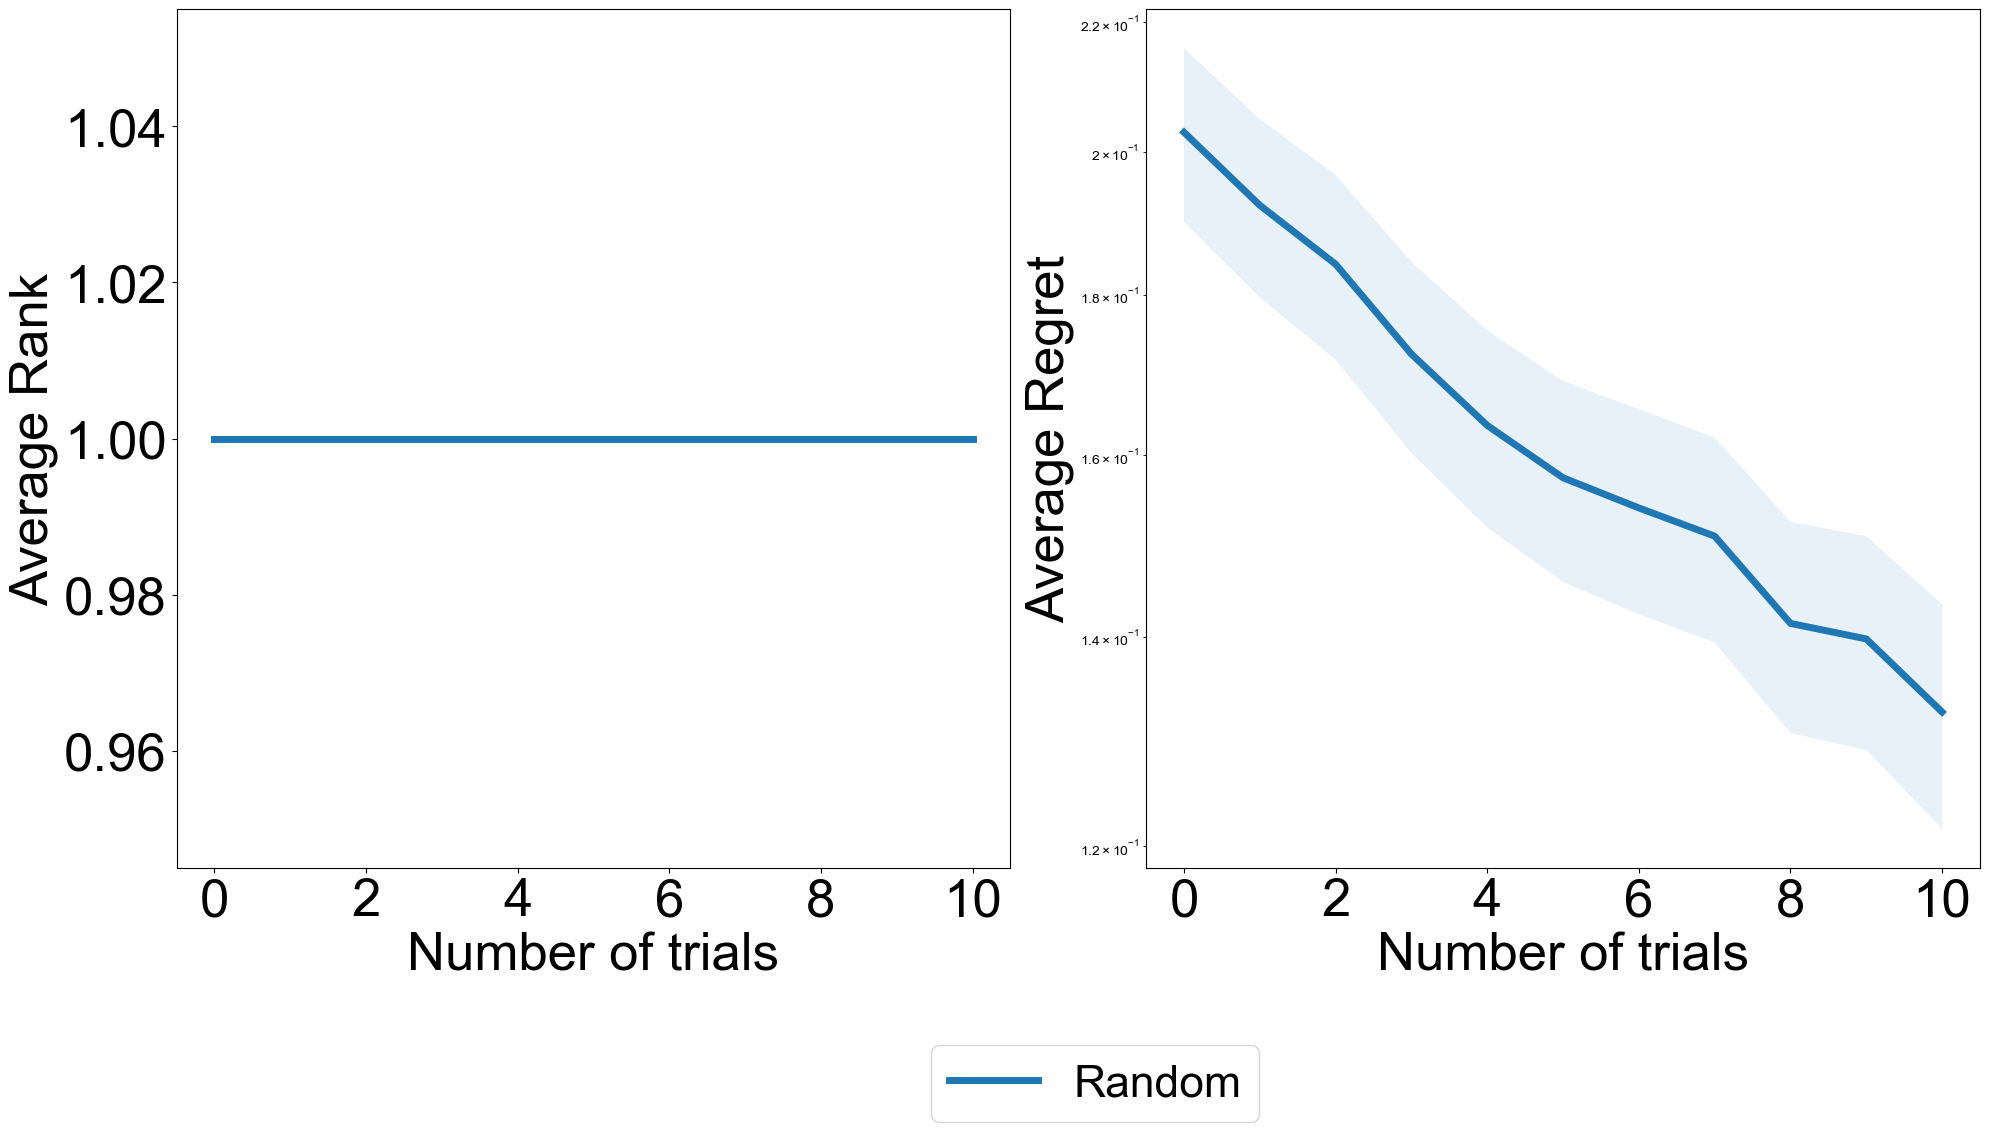 Average Rank
1.04
1.02
1.00
0.98
0.96
0 2 4 6 8 10
Number of trials
Average Regret
2.2 × 10⁻¹
2 × 10⁻¹
1.8 × 10⁻¹
1.6 × 10⁻¹
1.4 × 10⁻¹
1.2 × 10⁻¹
0 2 4 6 8 10
Number of trials
Random